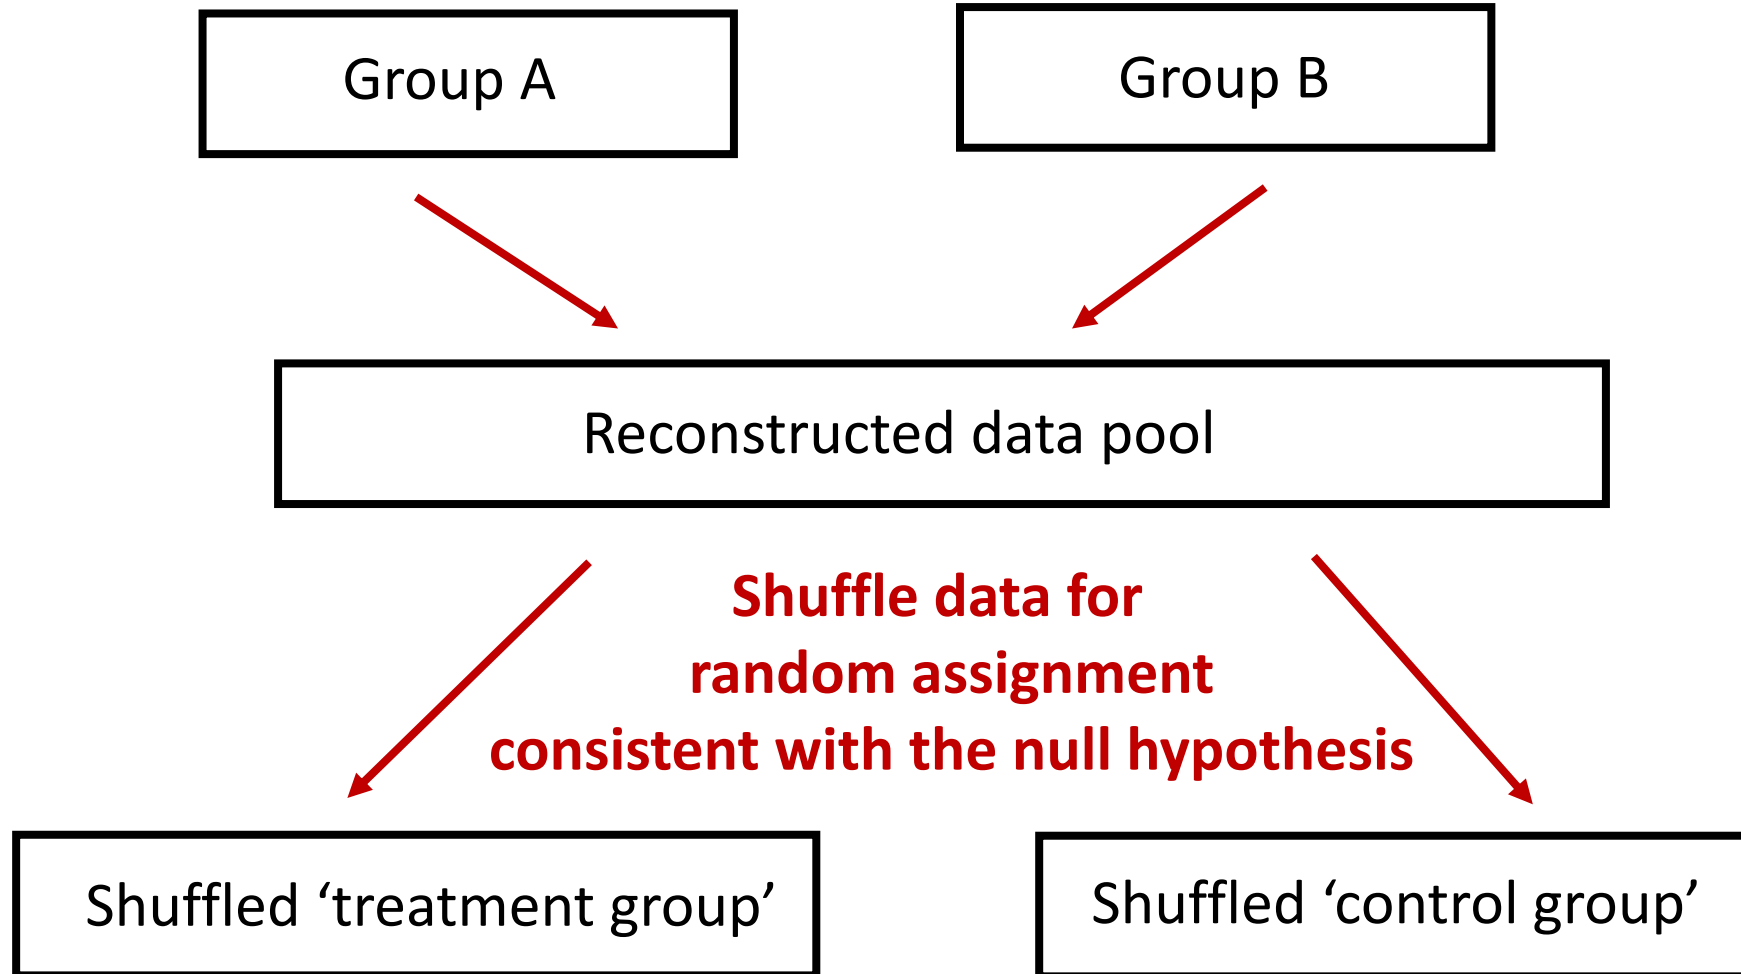 Group A
Group B
Reconstructed data pool
Shuffle data for
random assignment
consistent with the null hypothesis
Shuffled ‘treatment group’
Shuffled ‘control group’